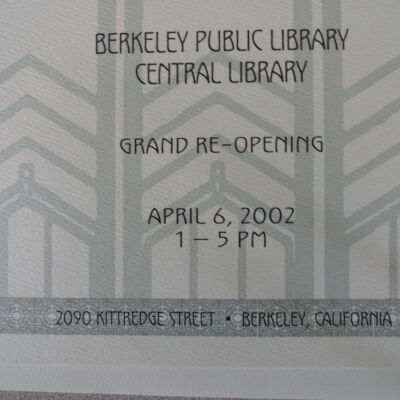 BERKELEY PUBLIC LIBRARY
CENTRAL LIBRARY
GRAND RE-OPENING
APRIL 6, 2002
1 – 5 PM
2090 KITTREDGE STREET • BERKELEY, CALIFORNIA